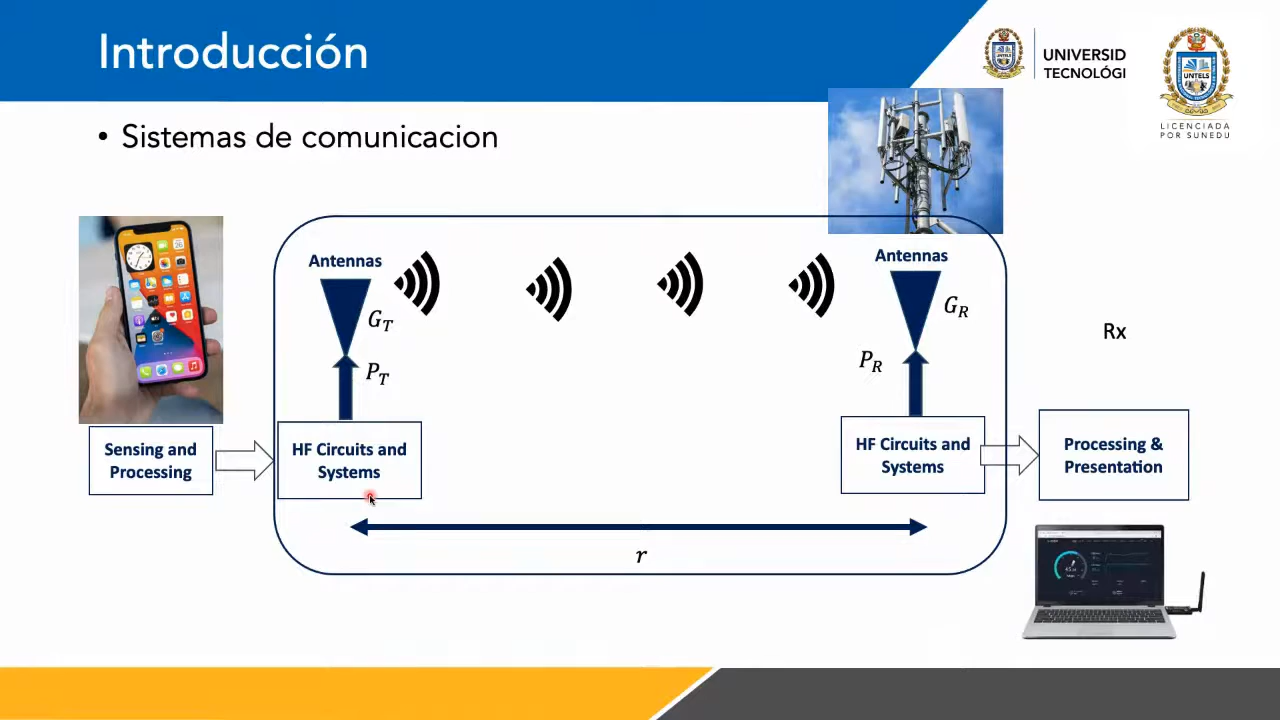 Introducción
UNIVERSID
TECNOLÓGI
UNTELS
LICENCIADA
POR SUNEDU
• Sistemas de comunicacion
Antennas
Antennas
G_T
G_R
Rx
P_T
P_R
Sensing and
Processing
HF Circuits and
Systems
HF Circuits and
Systems
Processing &
Presentation
r